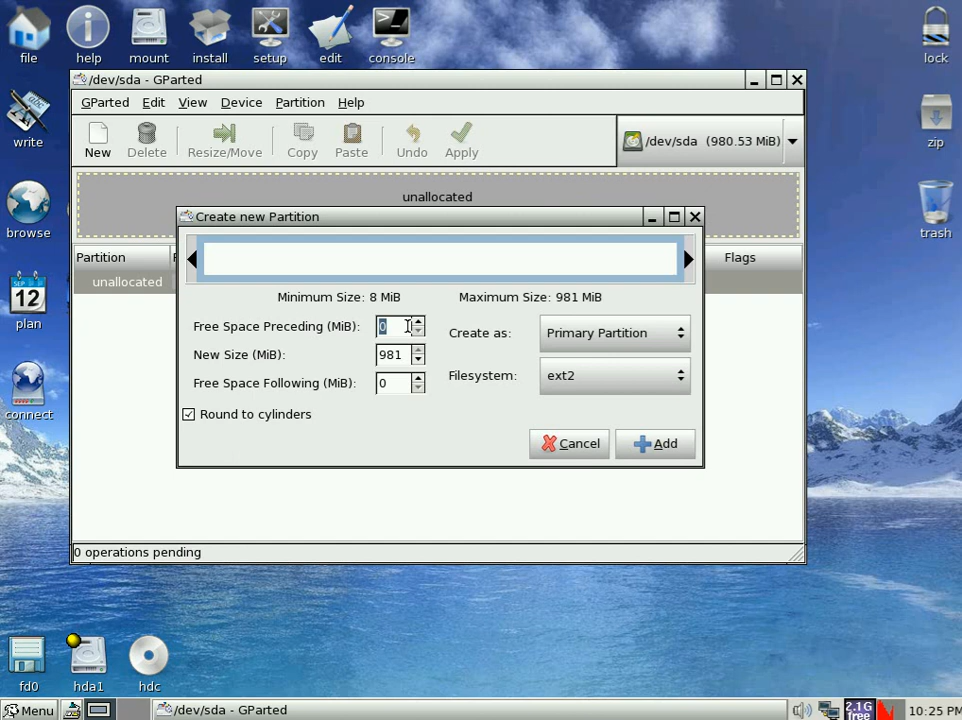 file
help
mount
install
setup
edit
console
lock
/dev/sda - GParted
GParted Edit View Device Partition Help
New Delete Resize/Move Copy Paste Undo Apply
/dev/sda (980.53 MiB)
write
zip
unallocated
Create new Partition
browse
trash
Partition
Flags
unallocated
Minimum Size: 8 MiB Maximum Size: 981 MiB
Free Space Preceding (MiB): 0
Create as: Primary Partition
New Size (MiB): 981
Filesystem: ext2
Free Space Following (MiB): 0
Round to cylinders
SEP
12
plan
connect
Cancel
Add
0 operations pending
fd0
hda1
hdc
Menu
/dev/sda - GParted
2.1G
free
10:25 PM